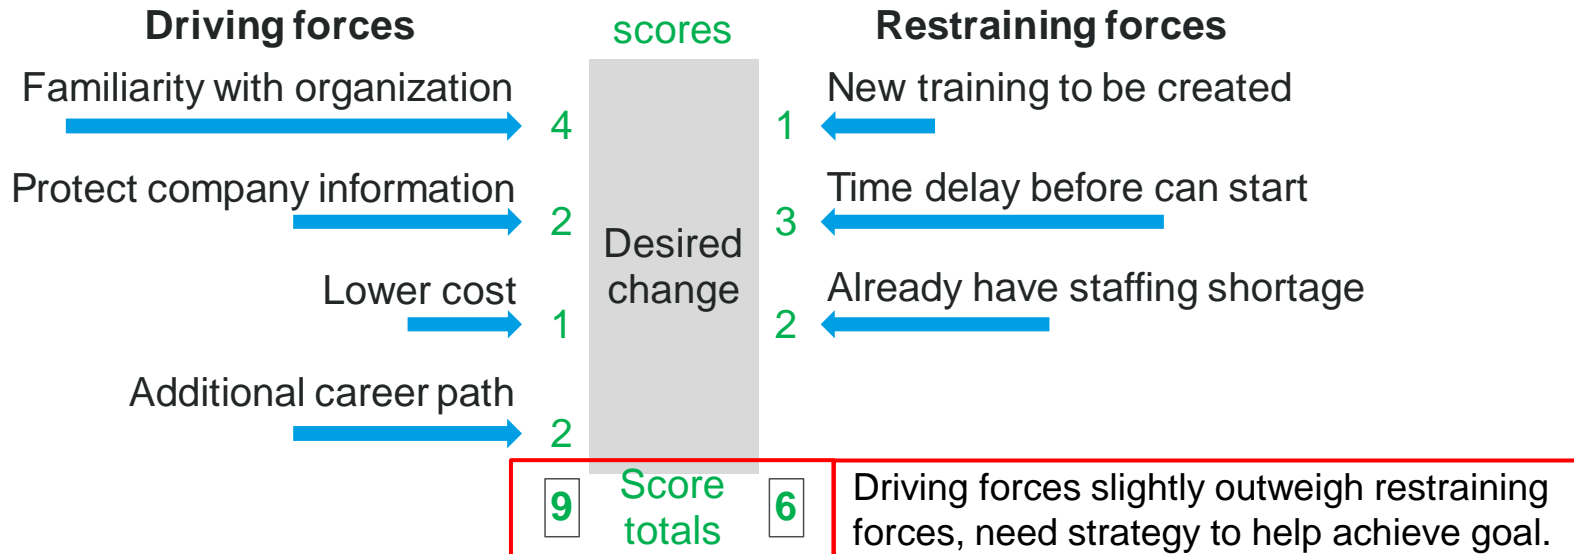 Driving forces
scores
Restraining forces
Familiarity with organization
4
1
New training to be created
Protect company information
2
3
Time delay before can start
Desired
change
Lower cost
1
2
Already have staffing shortage
Additional career path
2
9
Score
totals
6
Driving forces slightly outweigh restraining
forces, need strategy to help achieve goal.